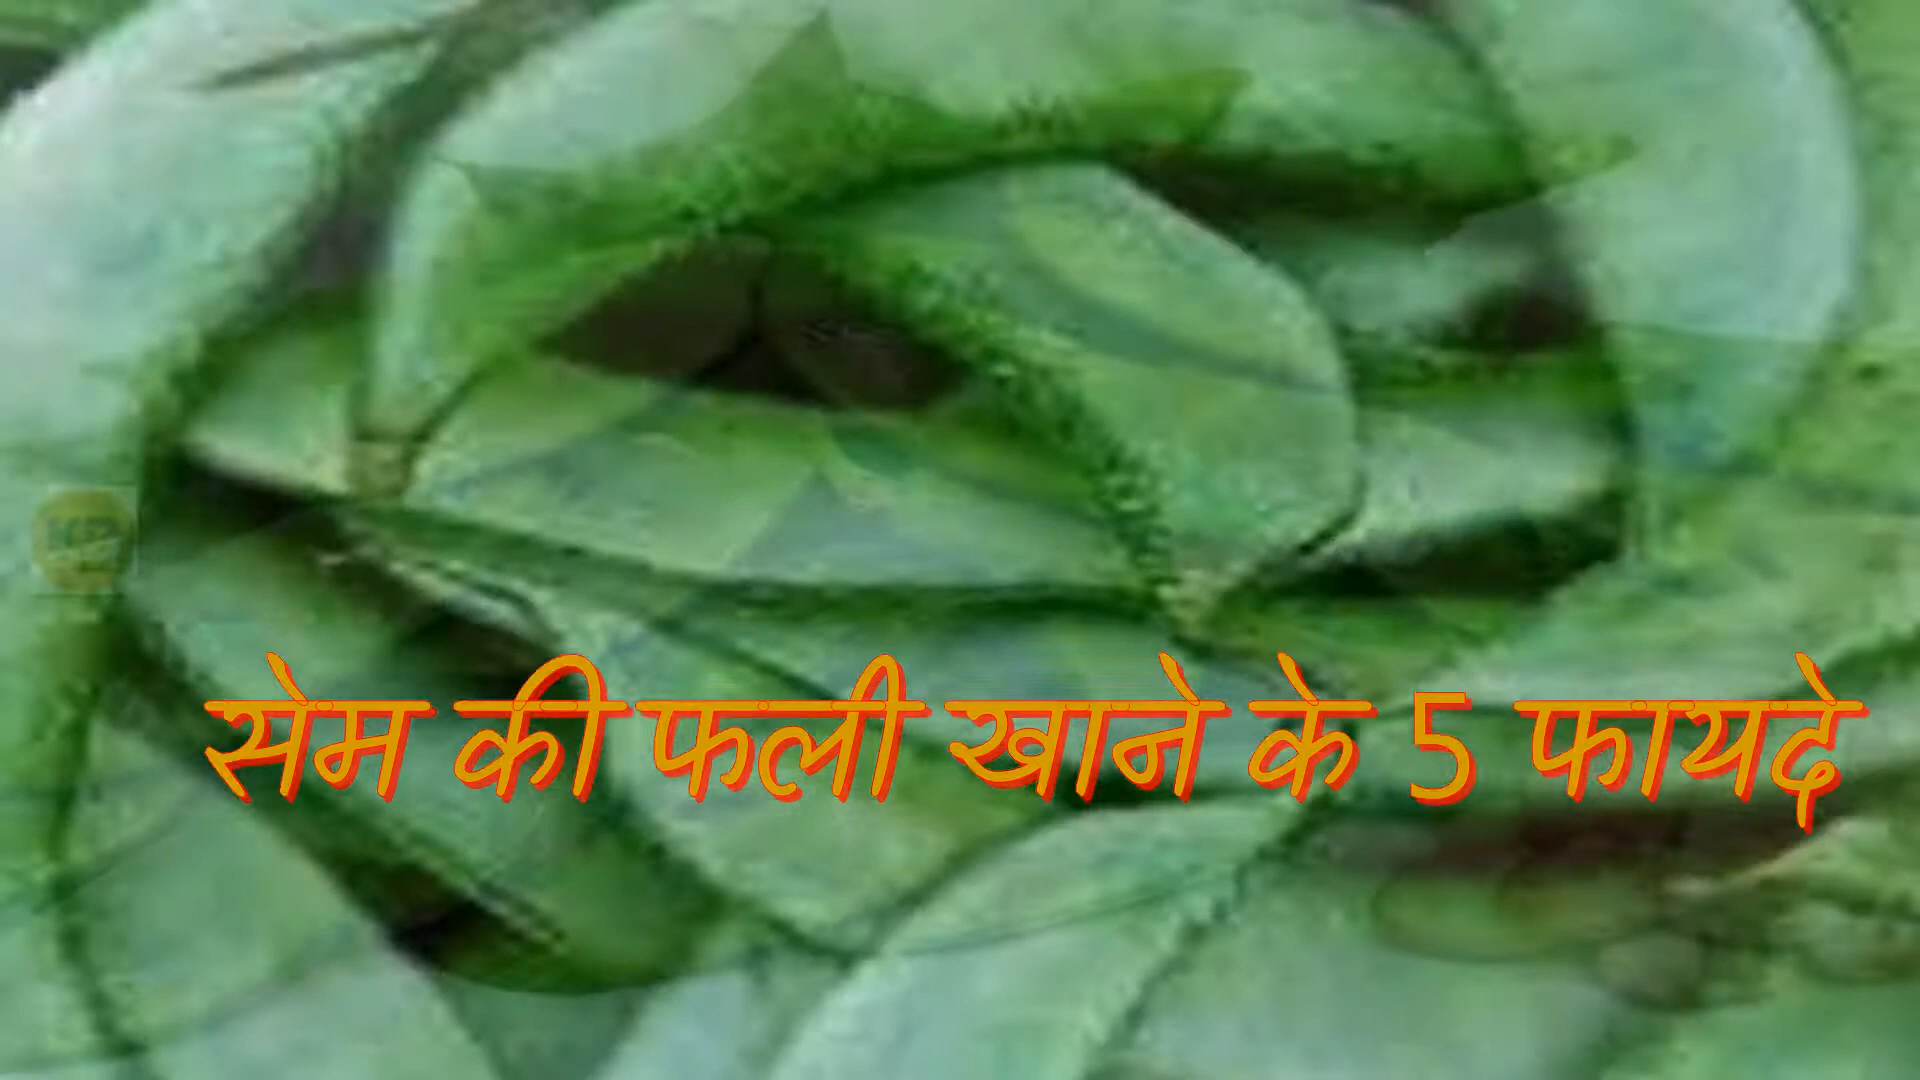 सेम की फली खाने के 5 फायदे